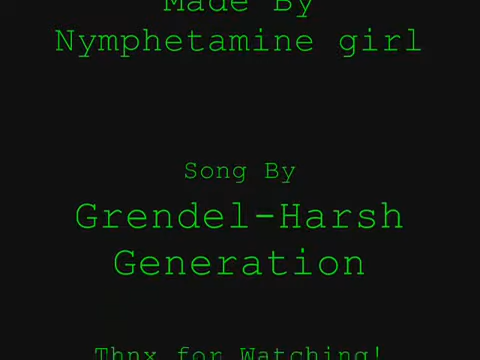 Made By
Nymphetamine girl
Song By
Grendel-Harsh
Generation
Thnx for Watching!